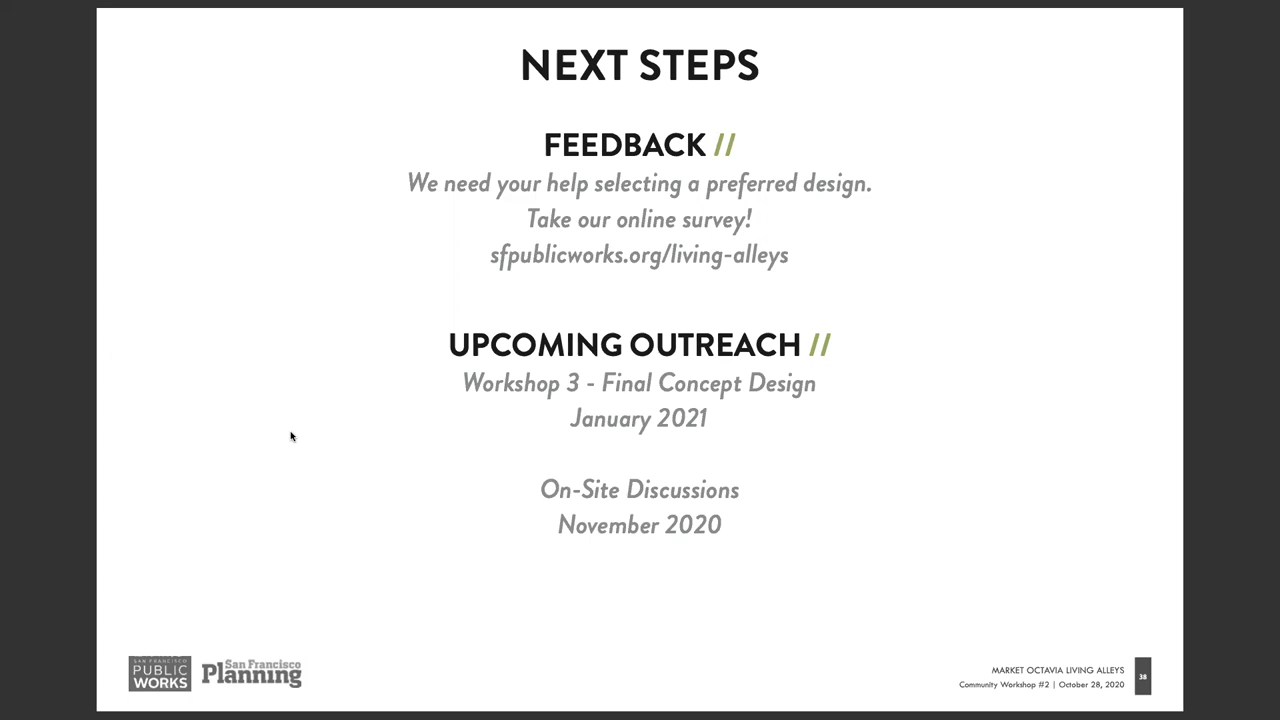 NEXT STEPS
FEEDBACK //
We need your help selecting a preferred design.
Take our online survey!
sfpublicworks.org/living-alleys
UPCOMING OUTREACH //
Workshop 3 - Final Concept Design
January 2021
On-Site Discussions
November 2020
SAN FRANCISCO
PUBLIC
WORKS
San Francisco
Planning
MARKET OCTAVIA LIVING ALLEYS
Community Workshop #2 | October 28, 2020
38